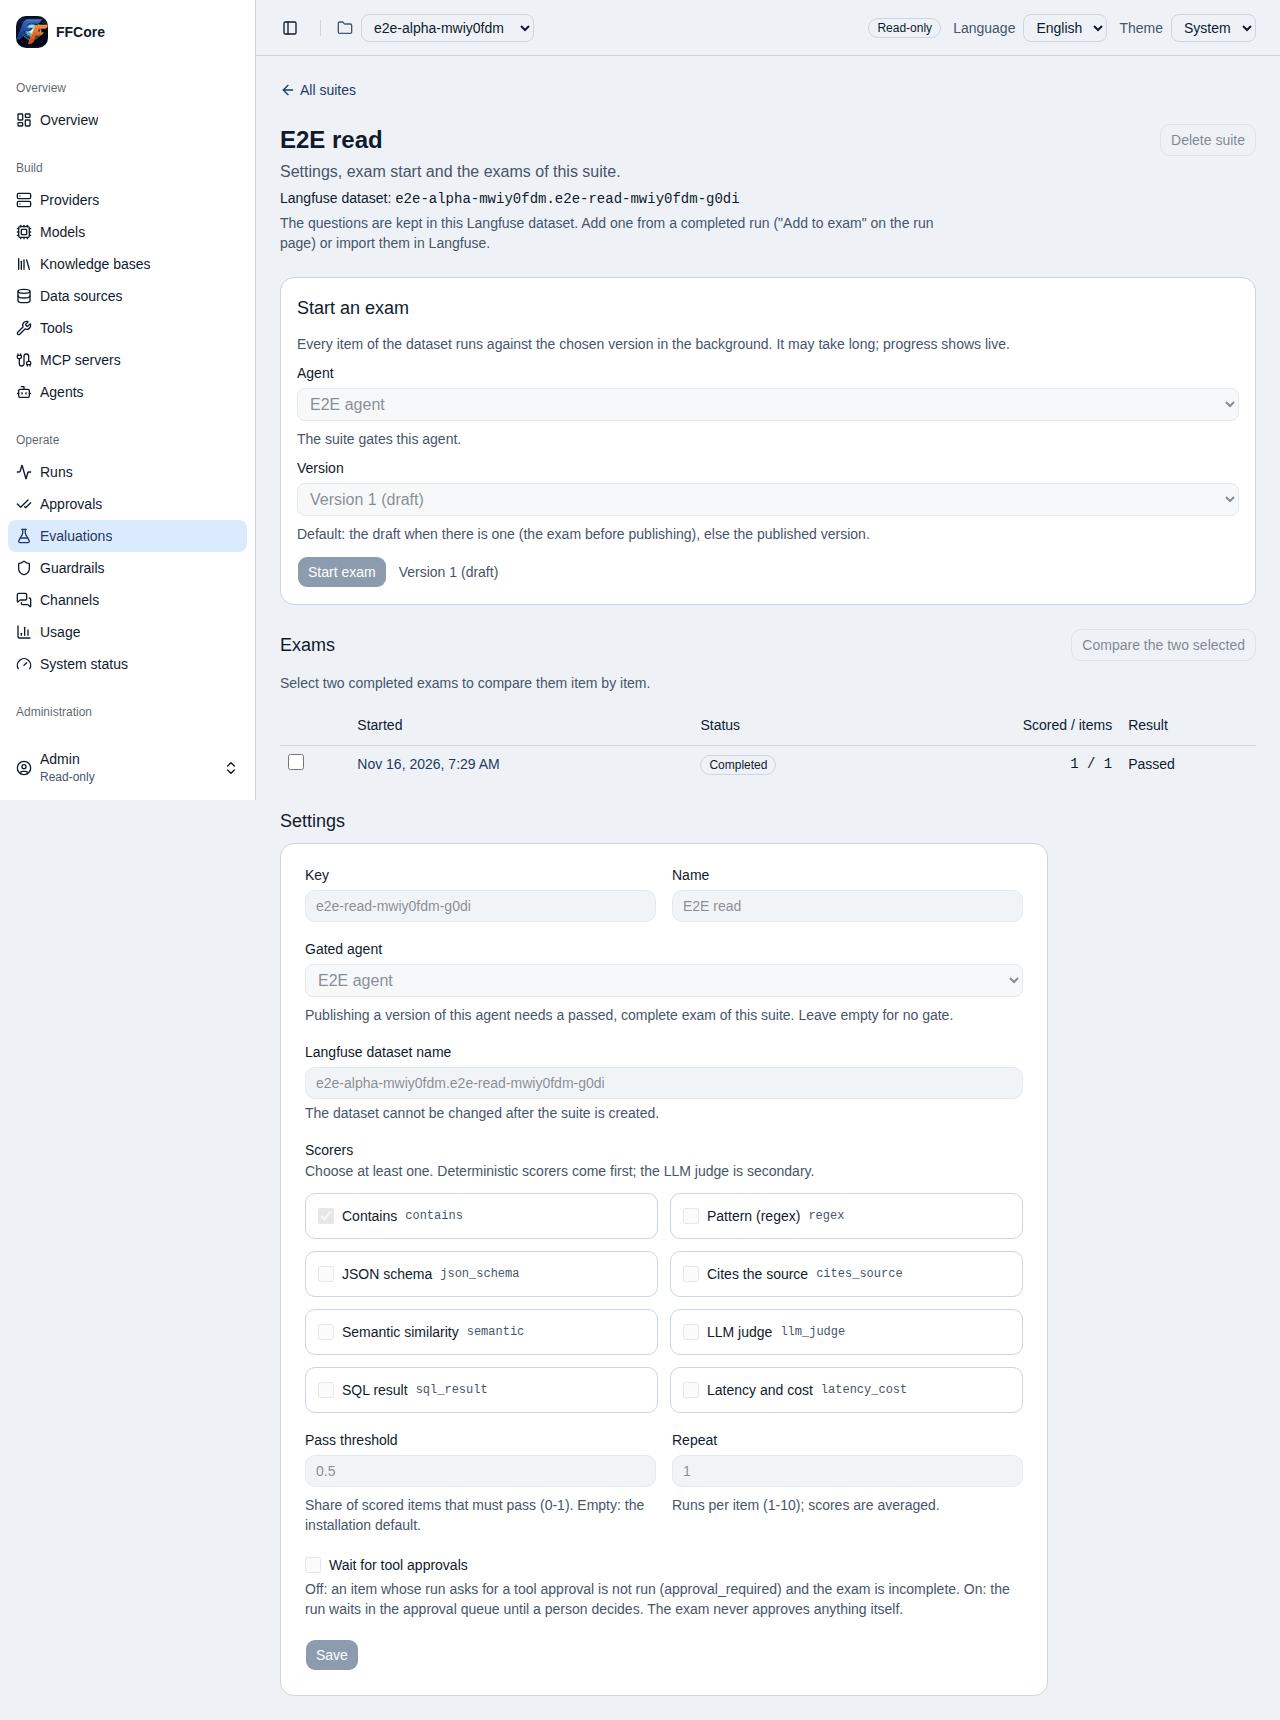 FFCore
e2e-alpha-mwiy0fdm
Read-only
Language
English
Theme
System
Overview
Overview
Build
Providers
Models
Knowledge bases
Data sources
Tools
MCP servers
Agents
Operate
Runs
Approvals
Evaluations
Guardrails
Channels
Usage
System status
Administration
Admin
Read-only
All suites
E2E read
Delete suite
Settings, exam start and the exams of this suite.
Langfuse dataset: e2e-alpha-mwiy0fdm.e2e-read-mwiy0fdm-g0di
The questions are kept in this Langfuse dataset. Add one from a completed run ("Add to exam" on the run
page) or import them in Langfuse.
Start an exam
Every item of the dataset runs against the chosen version in the background. It may take long; progress shows live.
Agent
E2E agent
The suite gates this agent.
Version
Version 1 (draft)
Default: the draft when there is one (the exam before publishing), else the published version.
Start exam
Version 1 (draft)
Exams
Compare the two selected
Select two completed exams to compare them item by item.
Started
Status
Scored / items
Result
Nov 16, 2026, 7:29 AM
Completed
1 / 1
Passed
Settings
Key
Name
e2e-read-mwiy0fdm-g0di
E2E read
Gated agent
E2E agent
Publishing a version of this agent needs a passed, complete exam of this suite. Leave empty for no gate.
Langfuse dataset name
e2e-alpha-mwiy0fdm.e2e-read-mwiy0fdm-g0di
The dataset cannot be changed after the suite is created.
Scorers
Choose at least one. Deterministic scorers come first; the LLM judge is secondary.
Contains contains
Pattern (regex) regex
JSON schema json_schema
Cites the source cites_source
Semantic similarity semantic
LLM judge llm_judge
SQL result sql_result
Latency and cost latency_cost
Pass threshold
Repeat
0.5
1
Share of scored items that must pass (0-1). Empty: the
installation default.
Runs per item (1-10); scores are averaged.
Wait for tool approvals
Off: an item whose run asks for a tool approval is not run (approval_required) and the exam is incomplete. On: the
run waits in the approval queue until a person decides. The exam never approves anything itself.
Save